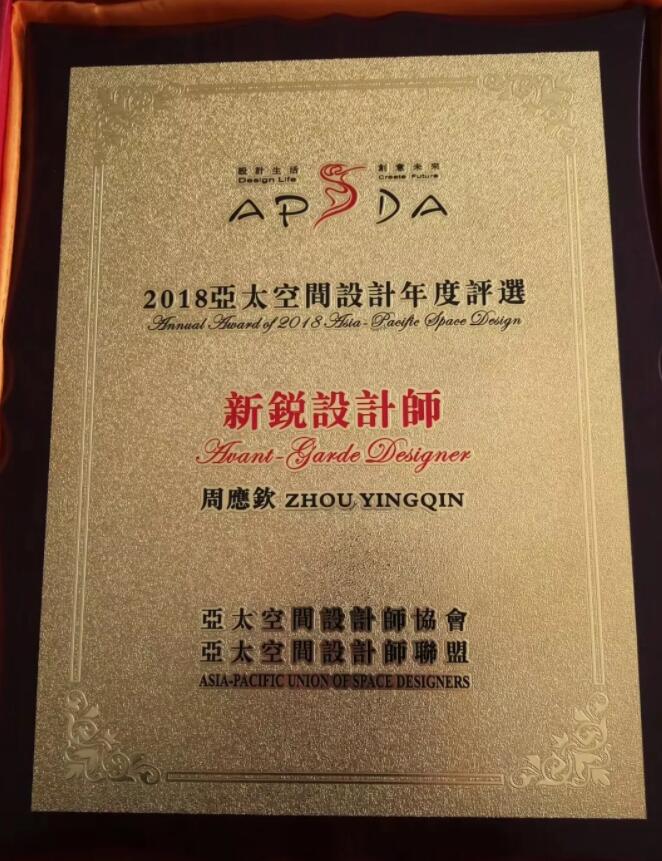 設計生活 創意未來
Design Life Create Future
APSDA
2018亞太空間設計年度評選
Annual Award of 2018 Asia-Pacific Space Design
新銳設計師
Avant-Garde Designer
周應欽 ZHOU YINGQIN
亞太空間設計師協會
亞太空間設計師聯盟
ASIA-PACIFIC UNION OF SPACE DESIGNERS